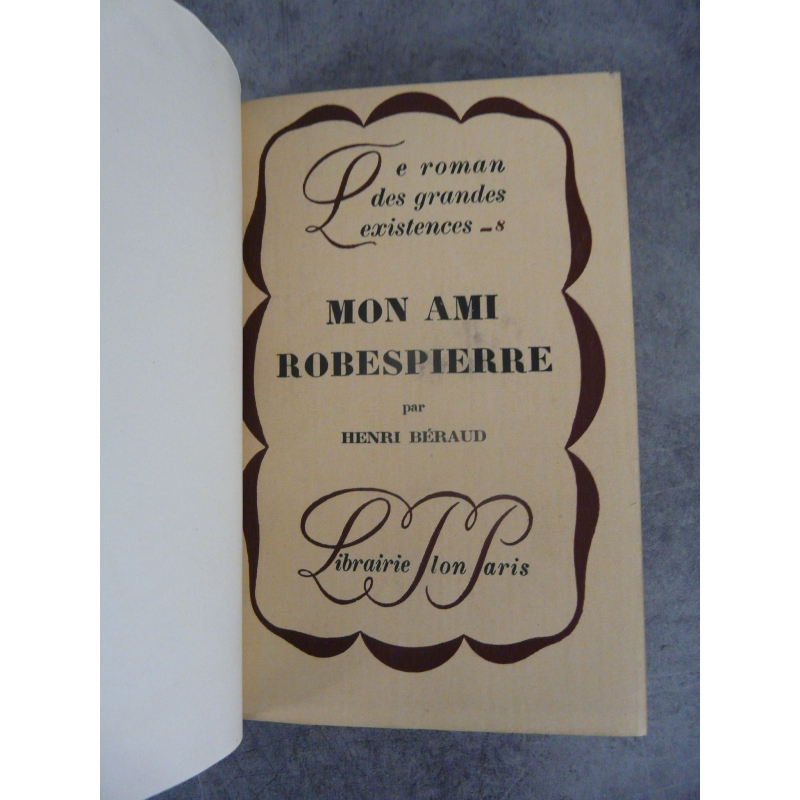 Le roman
des grandes
existences _ 8
MON AMI
ROBESPIERRE
par
HENRI BÉRAUD
Librairie Plon Paris